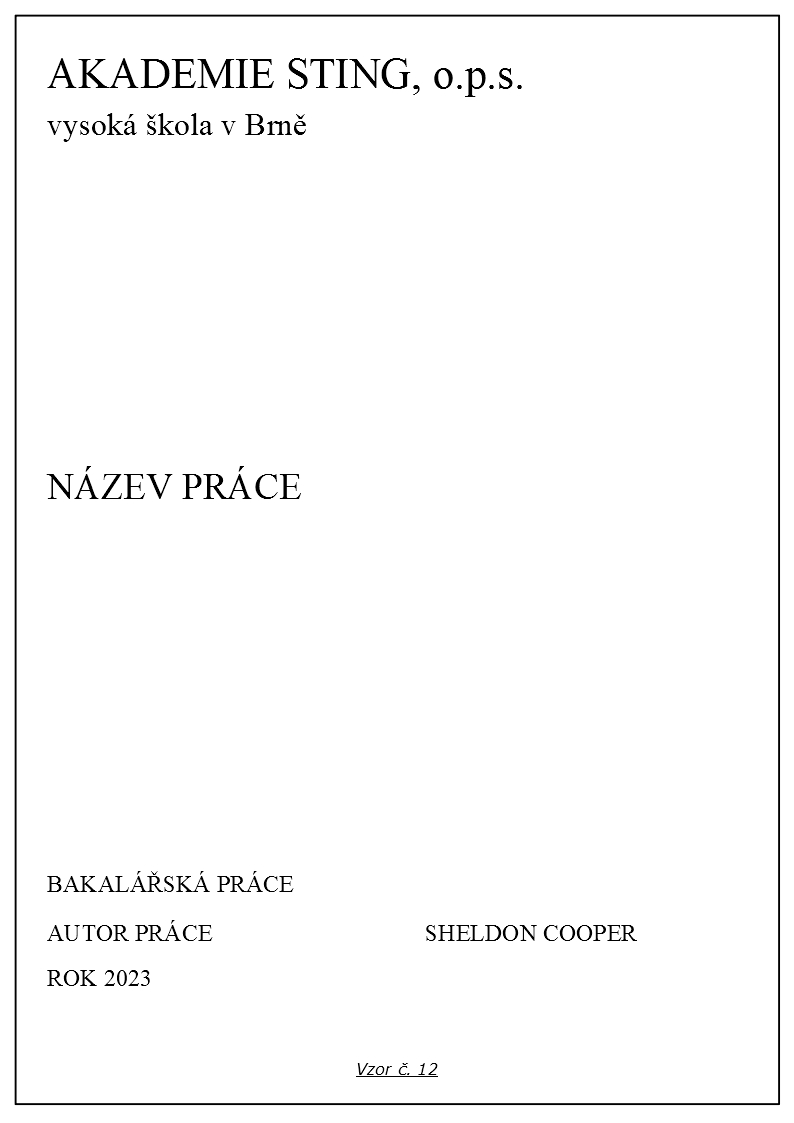 AKADEMIE STING, o.p.s.
vysoká škola v Brně
NÁZEV PRÁCE
BAKALÁŘSKÁ PRÁCE
AUTOR PRÁCE SHELDON COOPER
ROK 2023
Vzor č. 12